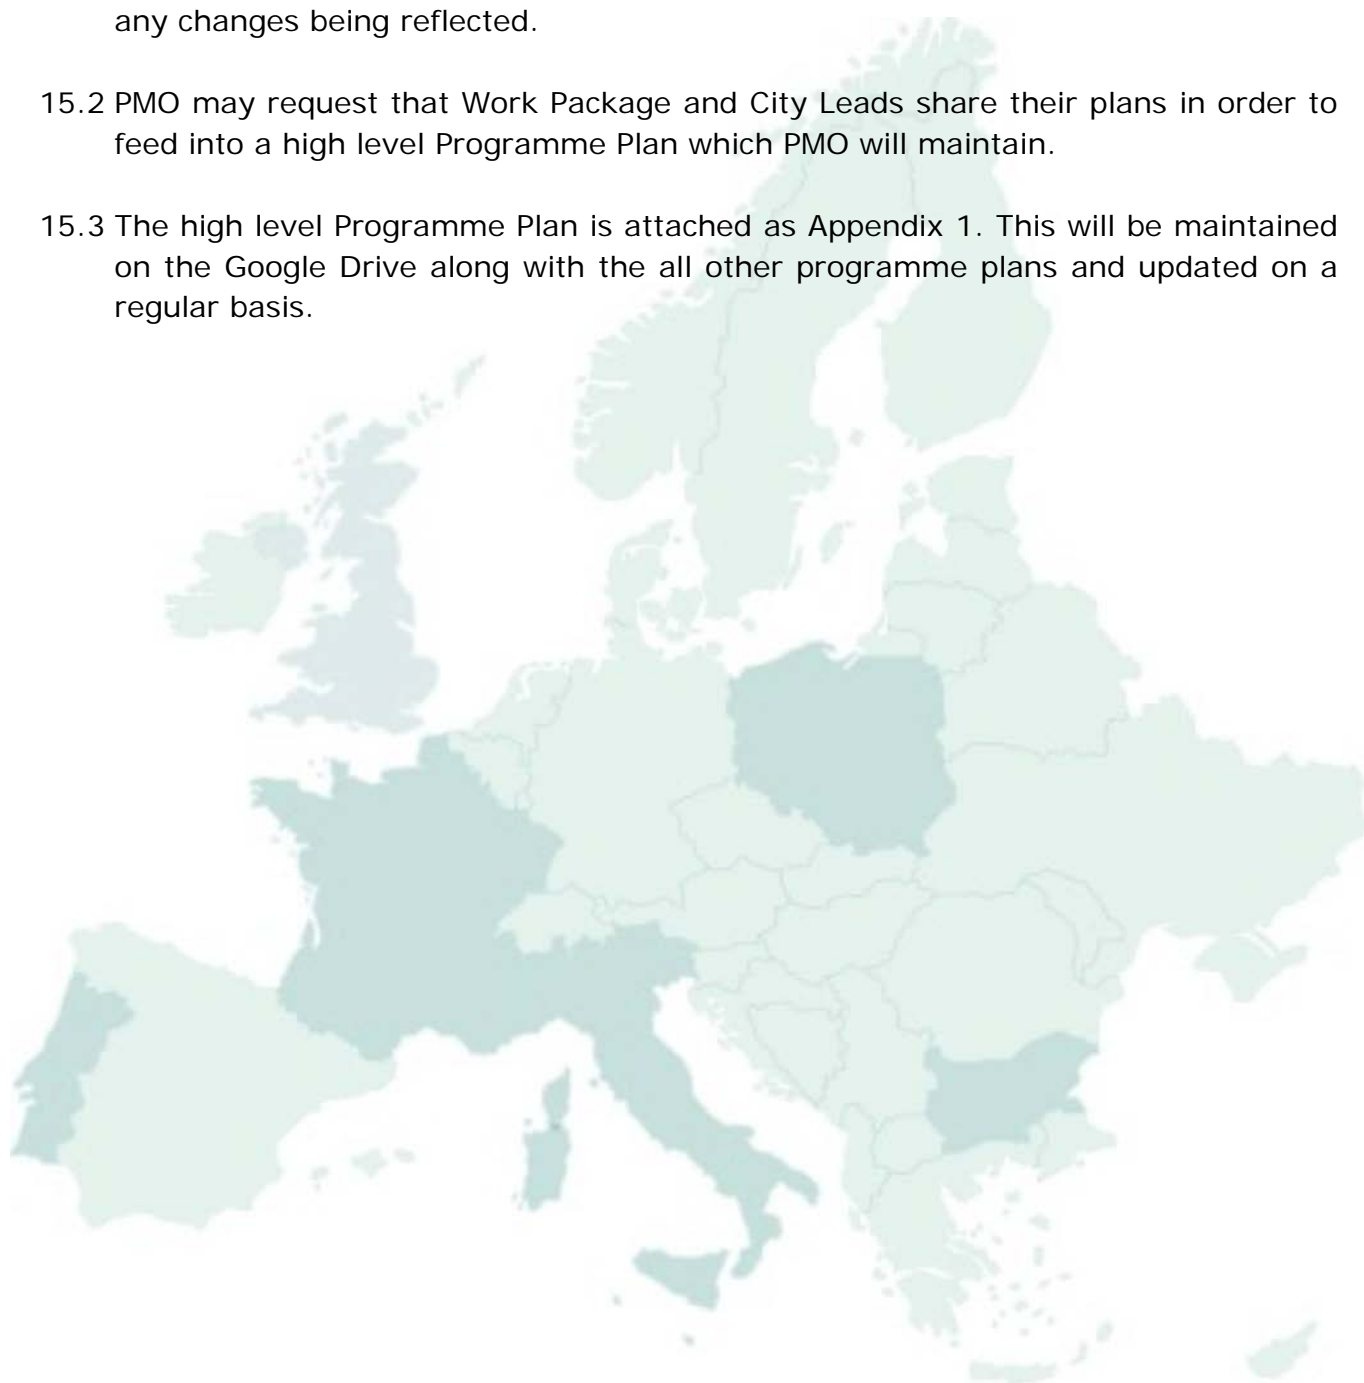 any changes being reflected.
15.2 PMO may request that Work Package and City Leads share their plans in order to
feed into a high level Programme Plan which PMO will maintain.
15.3 The high level Programme Plan is attached as Appendix 1. This will be maintained
on the Google Drive along with the all other programme plans and updated on a
regular basis.